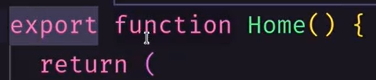 export function Home() {
return (